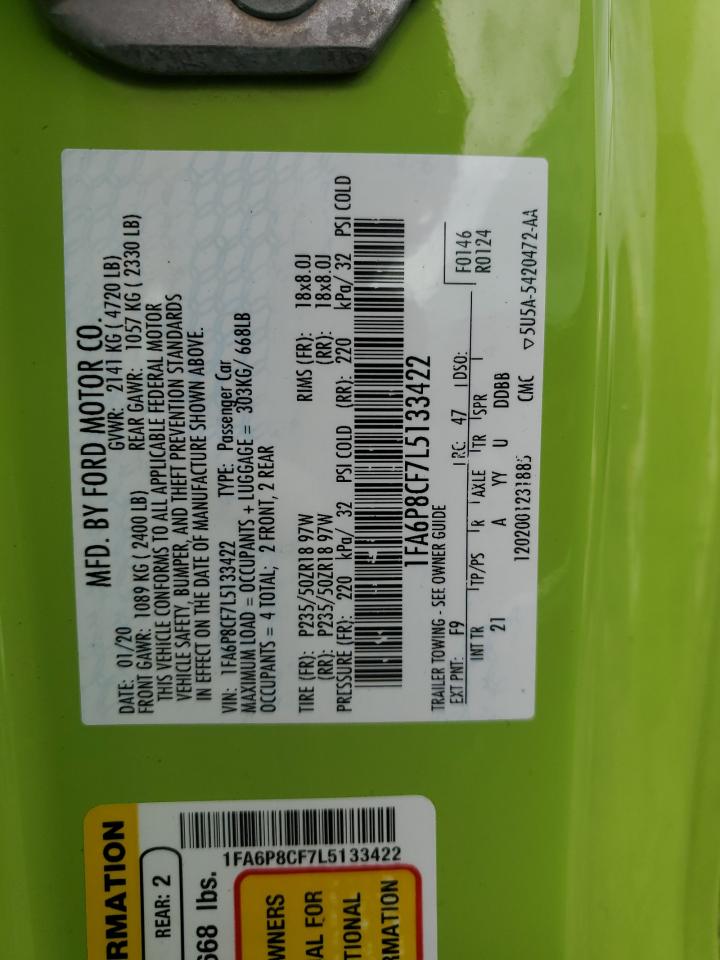 MFD. BY FORD MOTOR CO.
DATE: 01/20 GVWR: 2141 KG ( 4720 LB)
FRONT GAWR: 1089 KG ( 2400 LB) REAR GAWR: 1057 KG ( 2330 LB)
THIS VEHICLE CONFORMS TO ALL APPLICABLE FEDERAL MOTOR
VEHICLE SAFETY, BUMPER, AND THEFT PREVENTION STANDARDS
IN EFFECT ON THE DATE OF MANUFACTURE SHOWN ABOVE.
VIN: 1FA6P8CF7L5133422 TYPE: Passenger Car
MAXIMUM LOAD = OCCUPANTS + LUGGAGE = 303KG/ 668LB
OCCUPANTS = 4 TOTAL; 2 FRONT, 2 REAR
TIRE (FR): P235/50ZR18 97W RIMS (FR): 18x8.0J
(RR): P235/50ZR18 97W (RR): 18x8.0J
PRESSURE (FR): 220 kPa/ 32 PSI COLD (RR): 220 kPa/ 32 PSI COLD
1FA6P8CF7L5133422
TRAILER TOWING - SEE OWNER GUIDE F0146
EXT PNT: F9 RC: 47 DSO: R0124
INT TR TP/PS R AXLE TR SPR
21 A YY U DDBB
1202001231885 CMC ▽5U5A-5420472-AA
RMATION
REAR: 2
668 lbs.
1FA6P8CF7L5133422
WNERS
AL FOR
TIONAL
RMATION